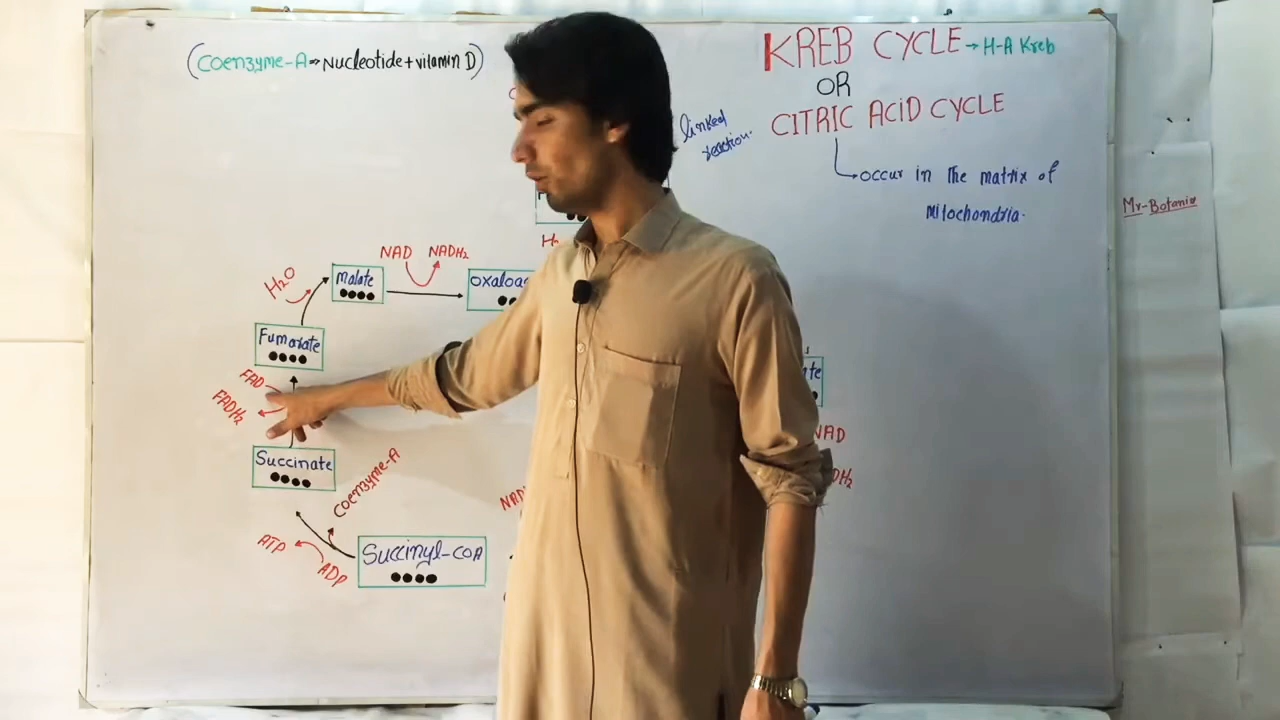 (Coenzyme-A→Nucleotide+vitamin D)
KREB CYCLE→H-A Kreb
OR
CITRIC ACID CYCLE
linked
reaction.
occur in the matrix of
Mitochondria.
Mr-Botanix
H2O
Malate
NAD
NADH2
Fumarate
FAD
FADH2
Succinate
Coenzyme-A
ATP
ADP
Succinyl-COA
NAD